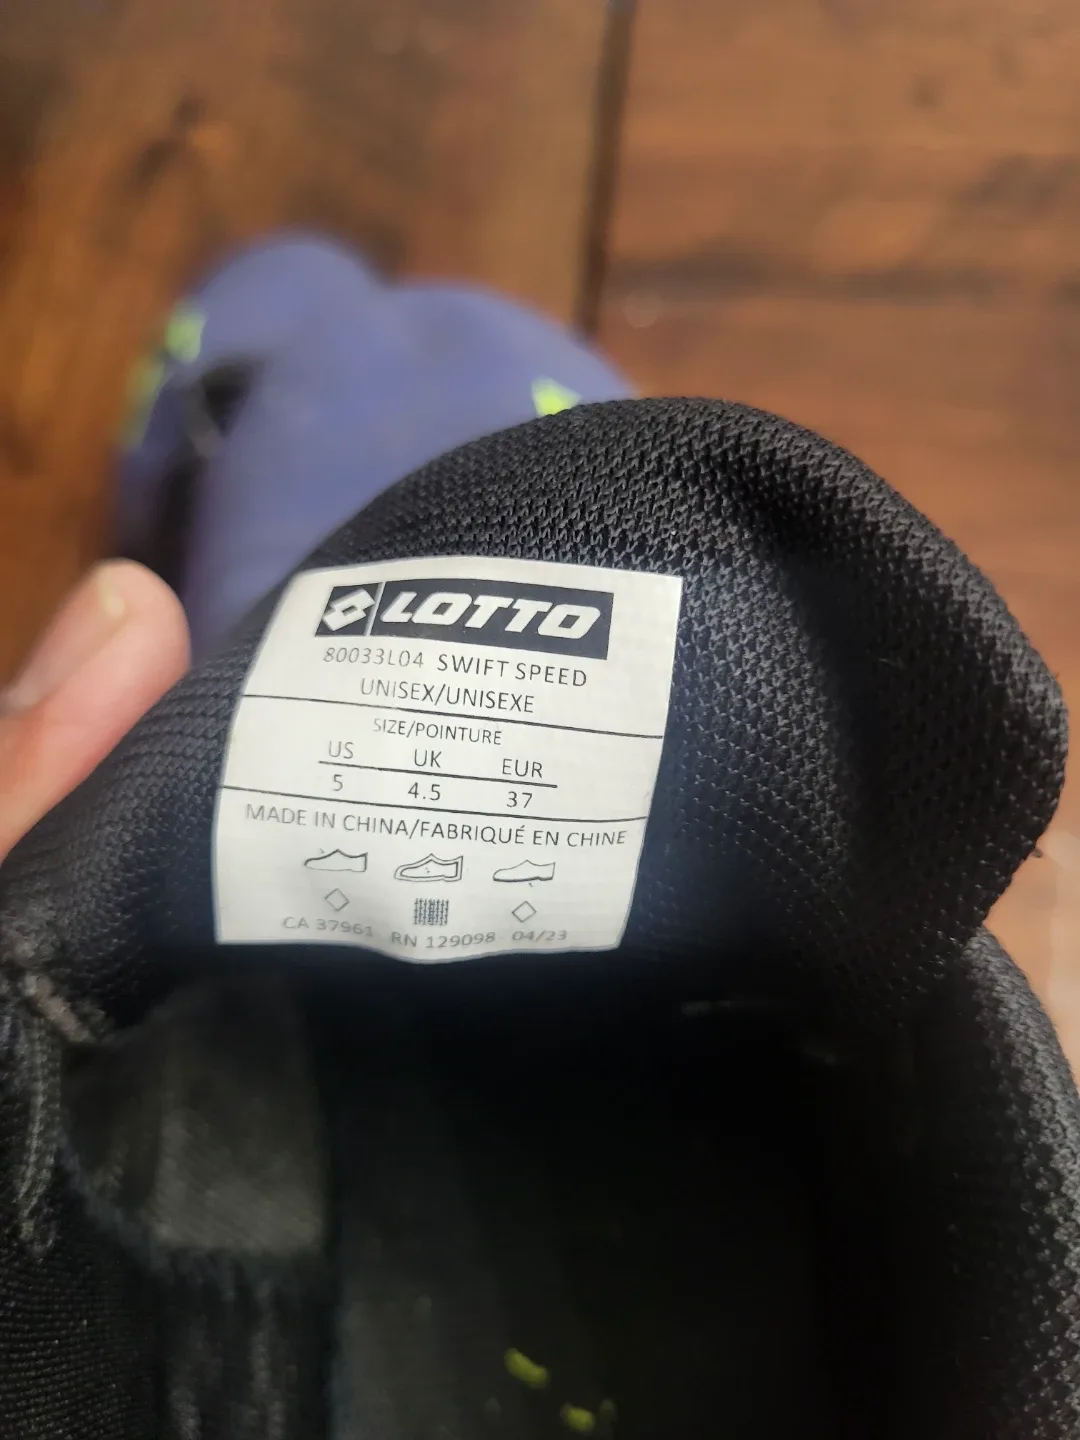 LOTTO
80033L04 SWIFT SPEED
UNISEX/UNISEXE
SIZE/POINTURE
US UK EUR
5 4.5 37
MADE IN CHINA/FABRIQUÉ EN CHINE
CA 37961 RN 129098 04/23